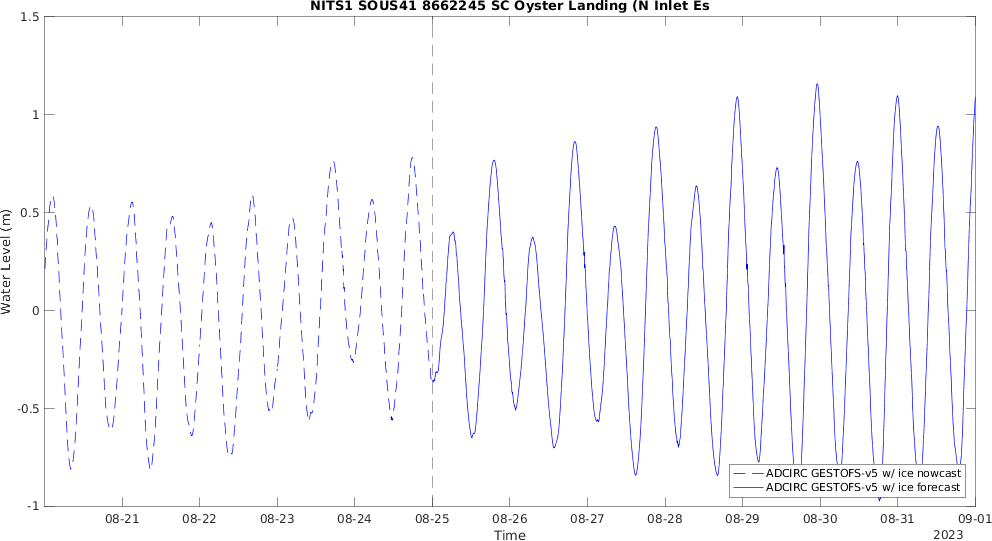 NITS1 SOUS41 8662245 SC Oyster Landing (N Inlet Es
1.5
1
0.5
0
-0.5
-1
Water Level (m)
ADCIRC GESTOFS-v5 w/ ice nowcast
ADCIRC GESTOFS-v5 w/ ice forecast
08-21 08-22 08-23 08-24 08-25 08-26 08-27 08-28 08-29 08-30 08-31 09-01
Time
2023